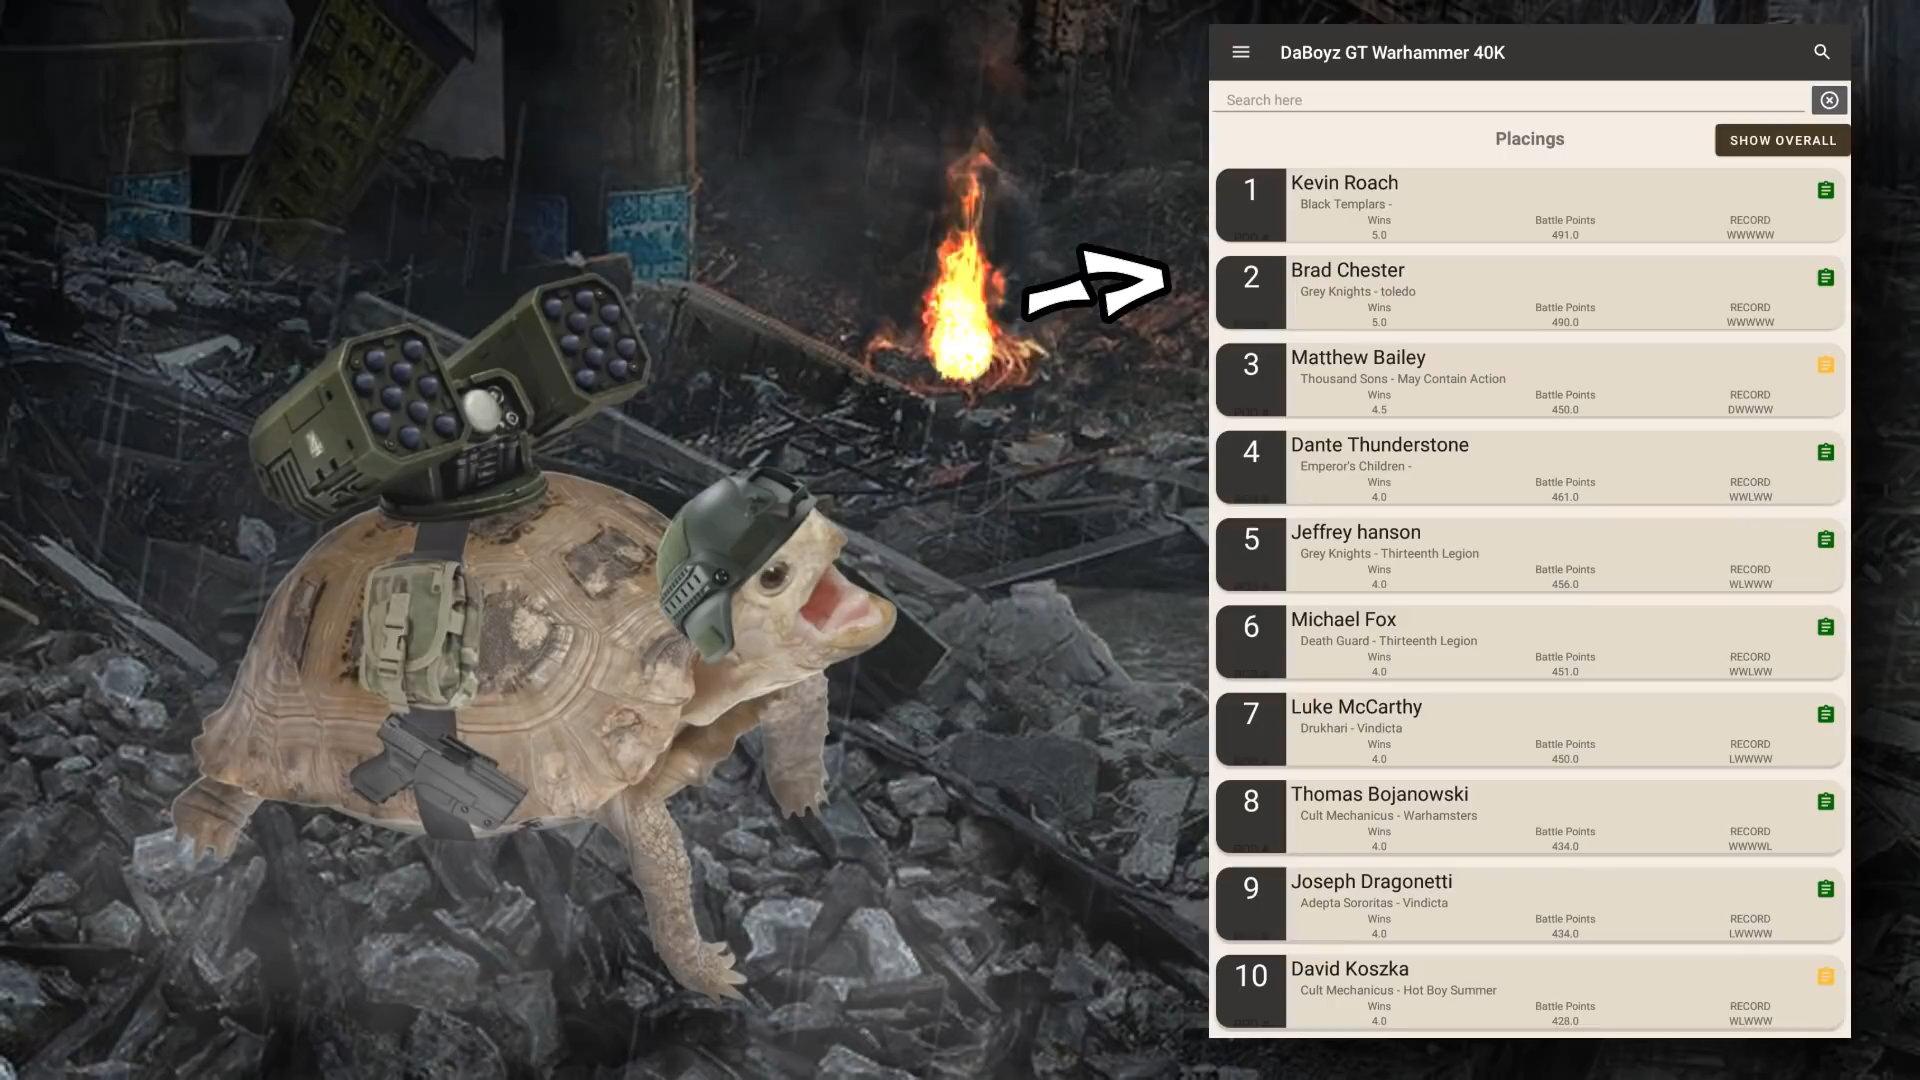 DaBoyz GT Warhammer 40K
Search here
Placings
SHOW OVERALL
1
Kevin Roach
Black Templars -
Wins
Battle Points
RECORD
5.0
491.0
WWWWW
2
Brad Chester
Grey Knights - toledo
Wins
Battle Points
RECORD
5.0
490.0
WWWWW
3
Matthew Bailey
Thousand Sons - May Contain Action
Wins
Battle Points
RECORD
4.5
450.0
DWWWW
4
Dante Thunderstone
Emperor's Children -
Wins
Battle Points
RECORD
4.0
461.0
WWLWW
5
Jeffrey hanson
Grey Knights - Thirteenth Legion
Wins
Battle Points
RECORD
4.0
456.0
WLWWW
6
Michael Fox
Death Guard - Thirteenth Legion
Wins
Battle Points
RECORD
4.0
451.0
WWLWW
7
Luke McCarthy
Drukhari - Vindicta
Wins
Battle Points
RECORD
4.0
450.0
LWWWW
8
Thomas Bojanowski
Cult Mechanicus - Warhamsters
Wins
Battle Points
RECORD
4.0
434.0
WWWWL
9
Joseph Dragonetti
Adepta Sororitas - Vindicta
Wins
Battle Points
RECORD
4.0
434.0
LWWWW
10
David Koszka
Cult Mechanicus - Hot Boy Summer
Wins
Battle Points
RECORD
4.0
428.0
WLWWW